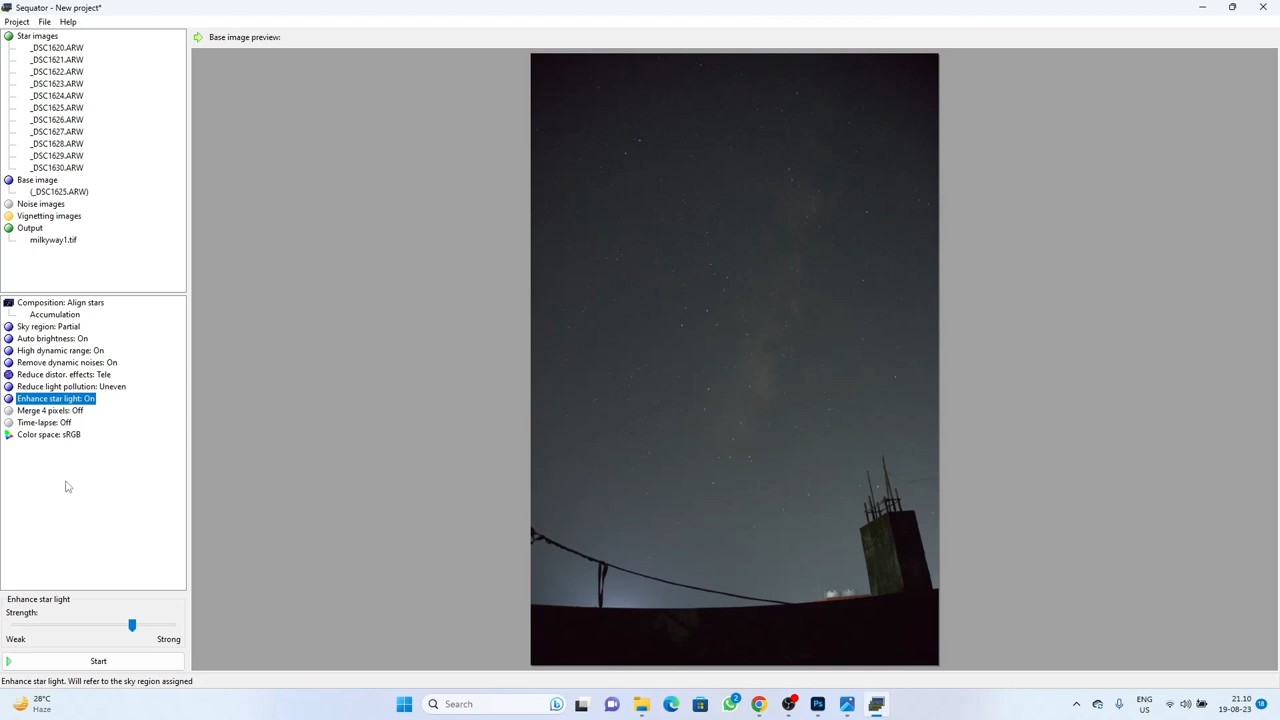 Sequator - New project*
Project File Help
Star images
_DSC1620.ARW
_DSC1621.ARW
_DSC1622.ARW
_DSC1623.ARW
_DSC1624.ARW
_DSC1625.ARW
_DSC1626.ARW
_DSC1627.ARW
_DSC1628.ARW
_DSC1629.ARW
_DSC1630.ARW
Base image
(_DSC1625.ARW)
Noise images
Vignetting images
Output
milkyway1.tif
Composition: Align stars
Accumulation
Sky region: Partial
Auto brightness: On
High dynamic range: On
Remove dynamic noises: On
Reduce distor. effects: Tele
Reduce light pollution: Uneven
Enhance star light: On
Merge 4 pixels: Off
Time-lapse: Off
Color space: sRGB
Enhance star light
Strength:
Weak Strong
Start
Enhance star light. Will refer to the sky region assigned
Base image preview:
28°C
Haze
Search
2
Ps
ENG
US
21.10
19-08-23
18